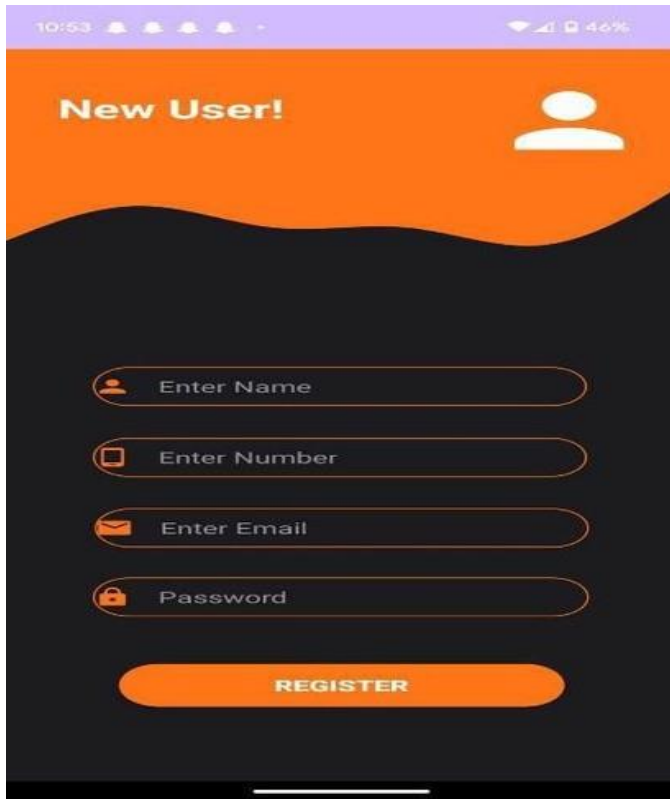 10:53 46%
New User!
Enter Name
Enter Number
Enter Email
Password
REGISTER